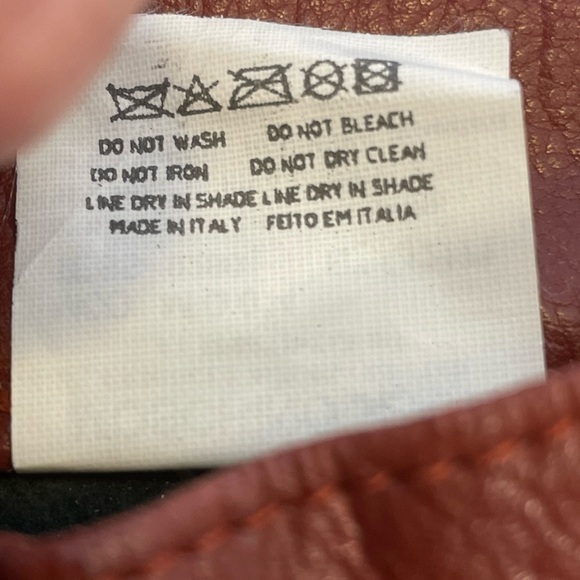 DO NOT WASH DO NOT BLEACH
DO NOT IRON DO NOT DRY CLEAN
LINE DRY IN SHADE LINE DRY IN SHADE
MADE IN ITALY FEITO EM ITALIA